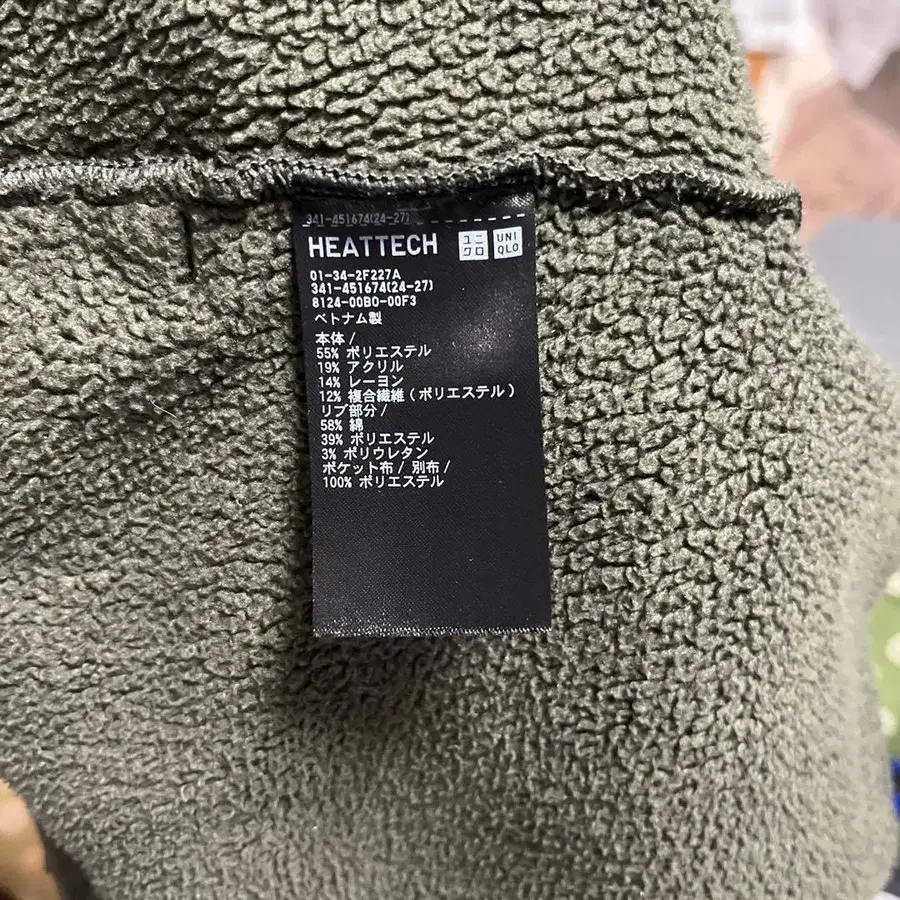 341-451674(24-27)
HEATTECH ユニクロ UNIQLO
01-34-2F227A
341-451674(24-27)
8124-00B0-00F3
ベトナム製
本体 /
55% ポリエステル
19% アクリル
14% レーヨン
12% 複合繊維 ( ポリエステル )
リブ部分 /
58% 綿
39% ポリエステル
3% ポリウレタン
ポケット布 / 別布 /
100% ポリエステル